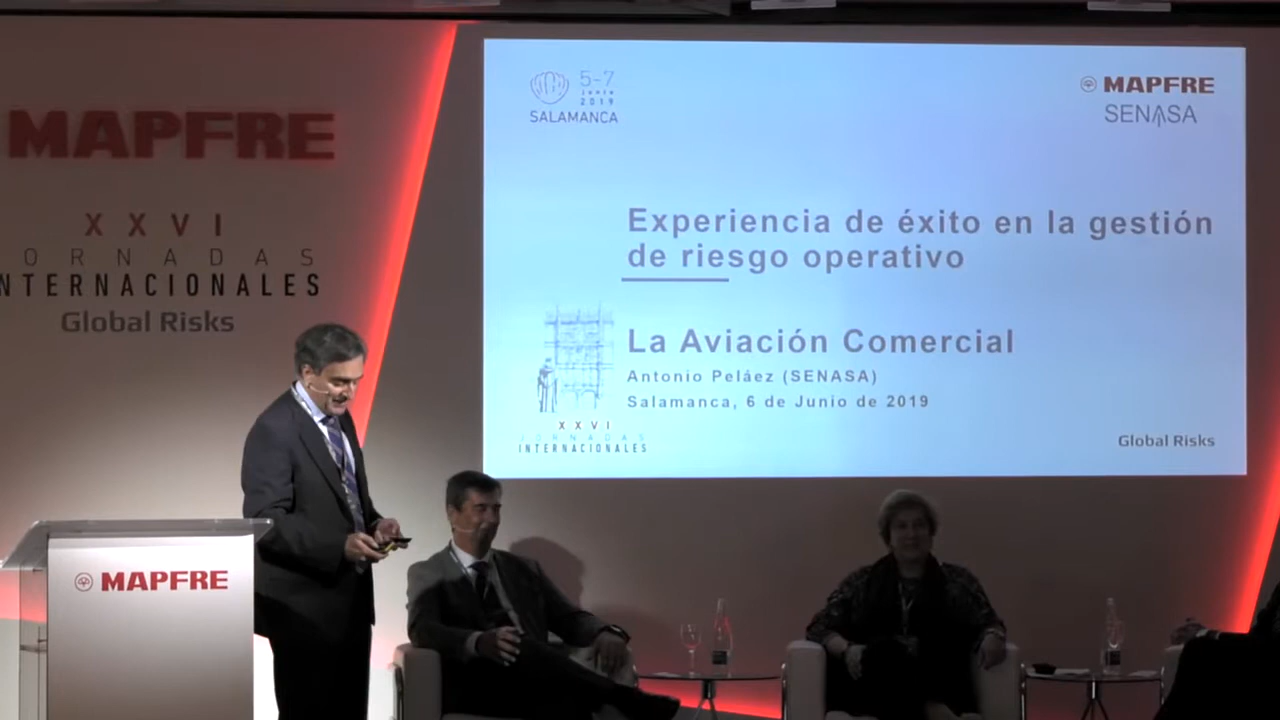 MAPFRE
XXVI
JORNADAS
INTERNACIONALES
Global Risks
5-7
junio
2019
SALAMANCA
MAPFRE
SENASA
Experiencia de éxito en la gestión
de riesgo operativo
La Aviación Comercial
Antonio Peláez (SENASA)
Salamanca, 6 de Junio de 2019
XXVI
JORNADAS
INTERNACIONALES
Global Risks
MAPFRE